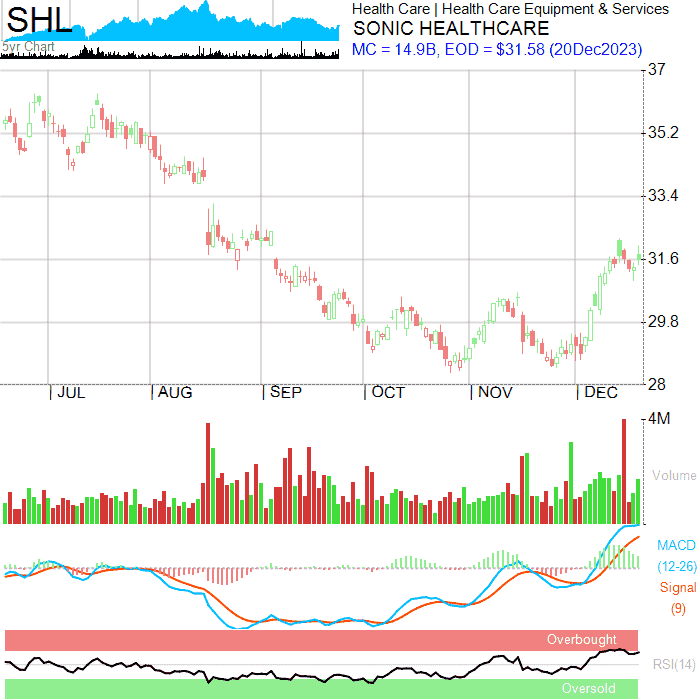 SHL
5yr Chart
Health Care | Health Care Equipment & Services
SONIC HEALTHCARE
MC = 14.9B, EOD = $31.58 (20Dec2023)
37
35.2
33.4
31.6
29.8
28
JUL AUG SEP OCT NOV DEC
4M
Volume
MACD
(12-26)
Signal
(9)
Overbought
RSI(14)
Oversold